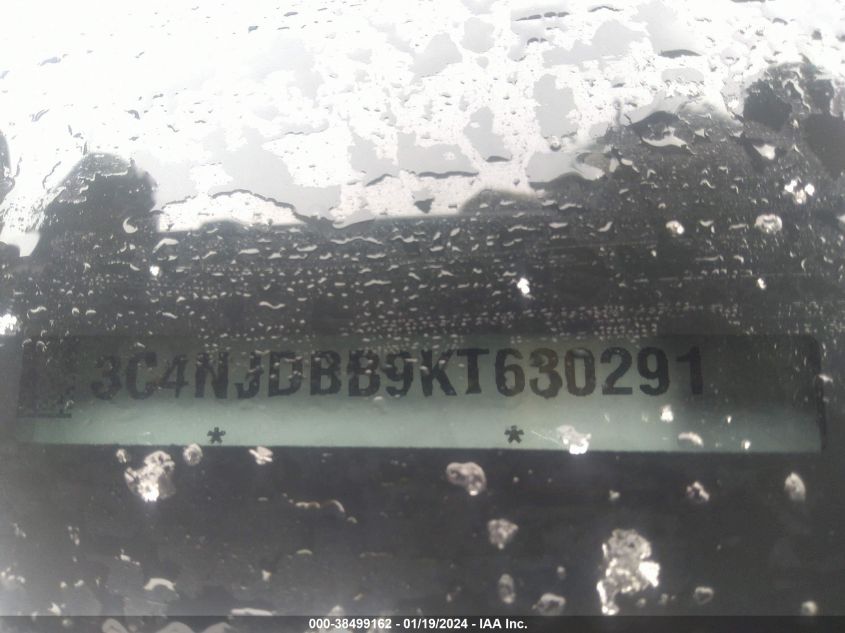 3C4NJDBB9KT630291
* *
000-38499162 - 01/19/2024 - IAA Inc.